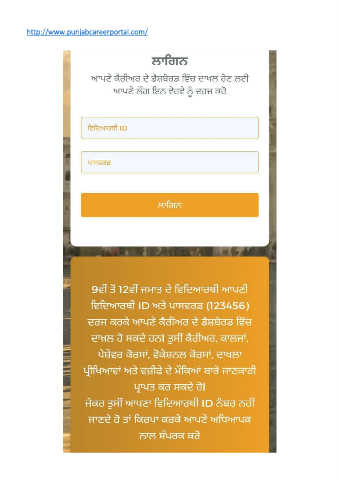 http://www.punjabcareerportal.com/
ਲਾਗਿਨ
ਆਪਣੇ ਕੈਰੀਅਰ ਦੇ ਡੈਸ਼ਬੋਰਡ ਵਿੱਚ ਦਾਖਲ ਹੋਣ ਲਈ
ਆਪਣੇ ਲੌਗ ਇਨ ਵੇਰਵੇ ਨੂੰ ਦਰਜ ਕਰੋ
ਵਿਦਿਆਰਥੀ ID
ਪਾਸਵਰਡ
ਲਾਗਿਨ
9ਵੀਂ ਤੋਂ 12ਵੀਂ ਜਮਾਤ ਦੇ ਵਿਦਿਆਰਥੀ ਆਪਣੀ
ਵਿਦਿਆਰਥੀ ID ਅਤੇ ਪਾਸਵਰਡ (123456)
ਦਰਜ ਕਰਕੇ ਆਪਣੇ ਕੈਰੀਅਰ ਦੇ ਡੈਸ਼ਬੋਰਡ ਵਿੱਚ
ਦਾਖਲ ਹੋ ਸਕਦੇ ਹਨ। ਤੁਸੀਂ ਕੈਰੀਅਰ, ਕਾਲਜਾਂ,
ਪੇਸ਼ੇਵਰ ਕੋਰਸਾਂ, ਵੋਕੇਸ਼ਨਲ ਕੋਰਸਾਂ, ਦਾਖਲਾ
ਪ੍ਰੀਖਿਆਵਾਂ ਅਤੇ ਵਜ਼ੀਫੇ ਦੇ ਮੌਕਿਆਂ ਬਾਰੇ ਜਾਣਕਾਰੀ
ਪ੍ਰਾਪਤ ਕਰ ਸਕਦੇ ਹੋ।
ਜੇਕਰ ਤੁਸੀਂ ਆਪਣਾ ਵਿਦਿਆਰਥੀ ID ਨੰਬਰ ਨਹੀਂ
ਜਾਣਦੇ ਹੋ ਤਾਂ ਕਿਰਪਾ ਕਰਕੇ ਆਪਣੇ ਅਧਿਆਪਕ
ਨਾਲ ਸੰਪਰਕ ਕਰੋ